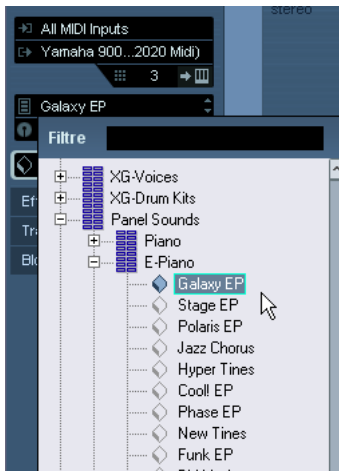 stereo
All MIDI Inputs
Yamaha 900...2020 Midi)
3
Galaxy EP
Filtre
XG-Voices
XG-Drum Kits
Ef
Panel Sounds
Tra
Piano
Blo
E-Piano
Galaxy EP
Stage EP
Polaris EP
Jazz Chorus
Hyper Tines
Cool! EP
Phase EP
New Tines
Funk EP